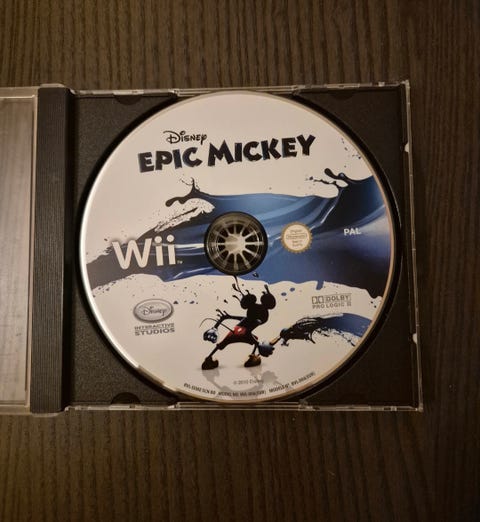 Disney
EPIC MICKEY
Wii
PAL
Disney
INTERACTIVE
STUDIOS
DOLBY
PRO LOGIC II
© 2010 Disney